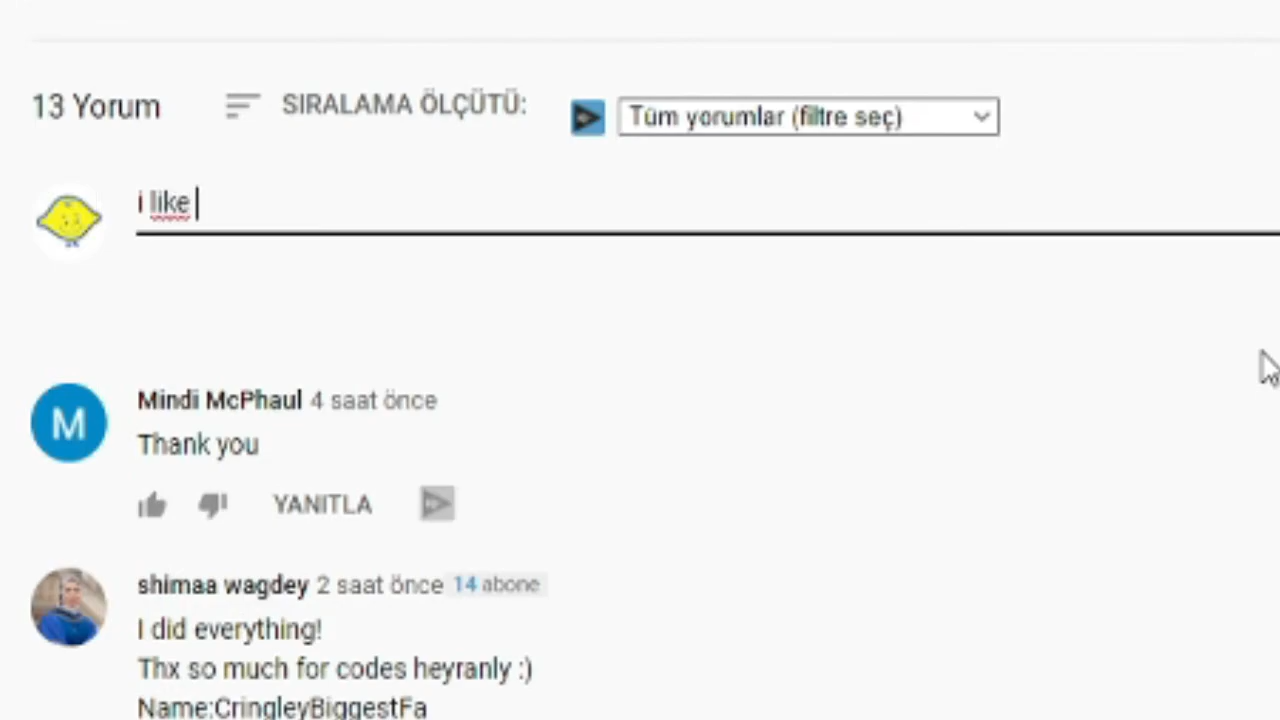 13 Yorum SIRALAMA ÖLÇÜTÜ: Tüm yorumlar (filtre seç)
i like
M
Mindi McPhaul 4 saat önce
Thank you
YANITLA
shimaa wagdey 2 saat önce 14 abone
I did everything!
Thx so much for codes heyranly :)
Name:CringleyBiggestFa